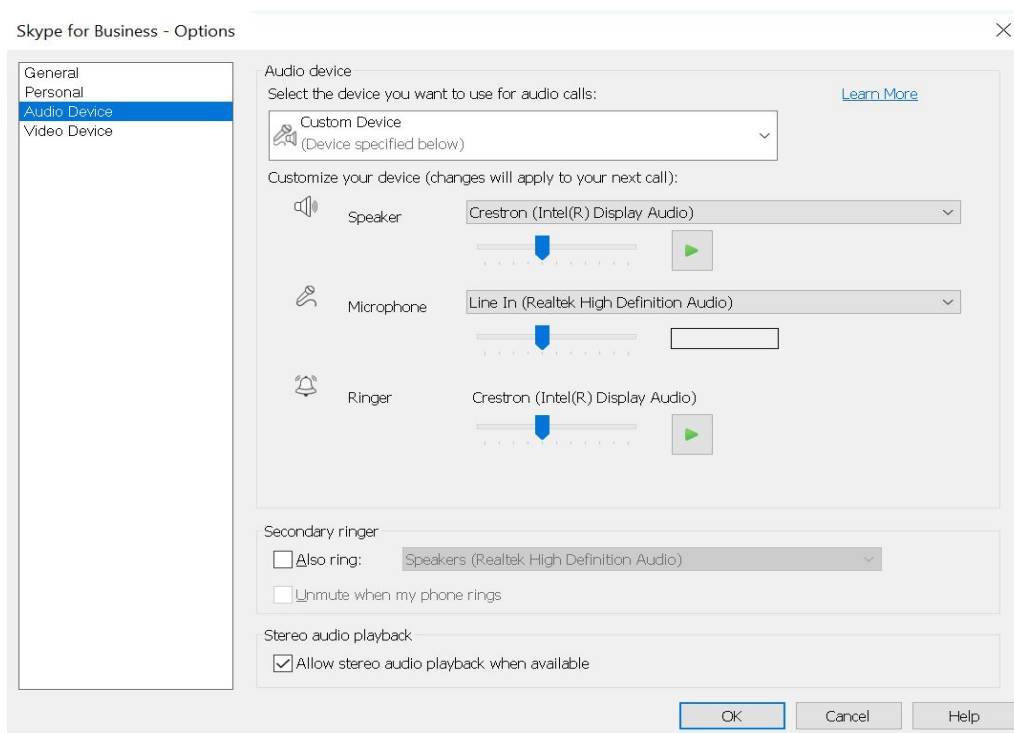 Skype for Business - Options
General
Personal
Audio Device
Video Device
Audio device
Select the device you want to use for audio calls:
Learn More
Custom Device
(Device specified below)
Customize your device (changes will apply to your next call):
Speaker
Crestron (Intel(R) Display Audio)
Microphone
Line In (Realtek High Definition Audio)
Ringer
Crestron (Intel(R) Display Audio)
Secondary ringer
Also ring:
Speakers (Realtek High Definition Audio)
Unmute when my phone rings
Stereo audio playback
Allow stereo audio playback when available
OK
Cancel
Help